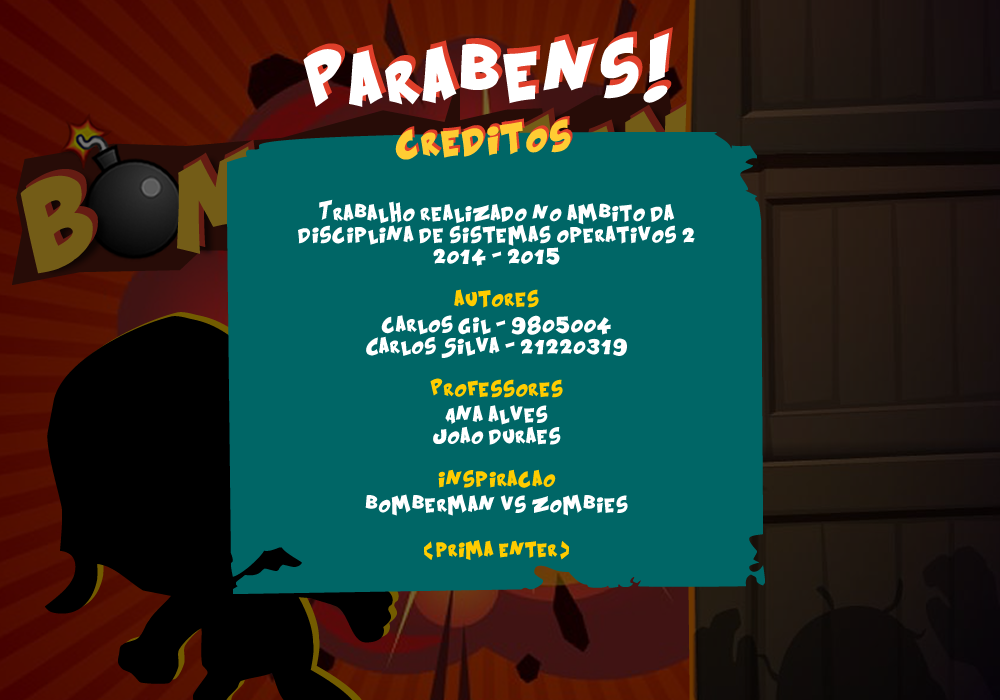 PARABENS!
CREDITOS
TRABALHO REALIZADO NO AMBITO DA
DISCIPLINA DE SISTEMAS OPERATIVOS 2
2014 - 2015
AUTORES
CARLOS GIL - 9805004
CARLOS SILVA - 21220319
PROFESSORES
ANA ALVES
JOAO DURAES
INSPIRACAO
BOMBERMAN VS ZOMBIES
<PRIMA ENTER>